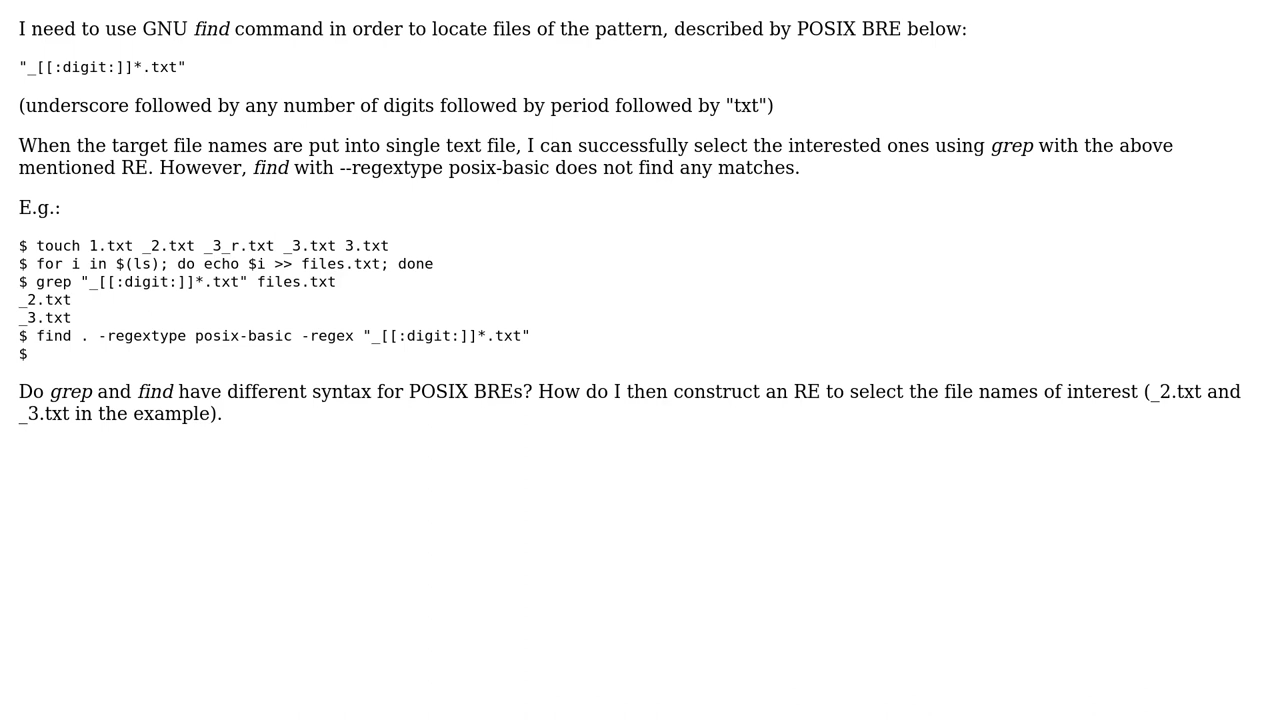 I need to use GNU find command in order to locate files of the pattern, described by POSIX BRE below:
"_[[:digit:]]*.txt"
(underscore followed by any number of digits followed by period followed by "txt")
When the target file names are put into single text file, I can successfully select the interested ones using grep with the above
mentioned RE. However, find with --regextype posix-basic does not find any matches.
E.g.:
$ touch 1.txt _2.txt _3_r.txt _3.txt 3.txt
$ for i in $(ls); do echo $i >> files.txt; done
$ grep "_[[:digit:]]*.txt" files.txt
_2.txt
_3.txt
$ find . -regextype posix-basic -regex "_[[:digit:]]*.txt"
$
Do grep and find have different syntax for POSIX BREs? How do I then construct an RE to select the file names of interest (_2.txt and
_3.txt in the example).